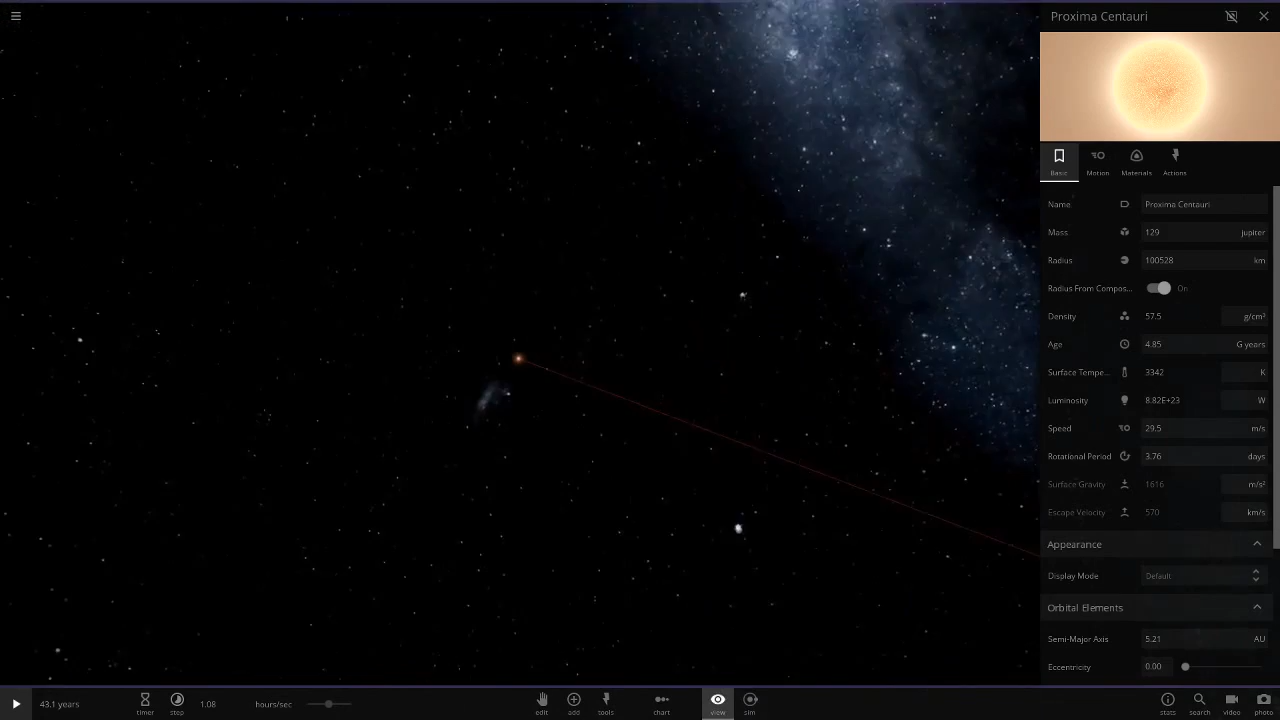 Proxima Centauri
Basic Motion Materials Actions
Name Proxima Centauri
Mass 129 jupiter
Radius 100528 km
Radius From Compos... On
Density 57.5 g/cm³
Age 4.85 G years
Surface Tempe... 3342 K
Luminosity 8.82E+23 W
Speed 29.5 m/s
Rotational Period 3.76 days
Surface Gravity 1616 m/s²
Escape Velocity 570 km/s
Appearance
Display Mode Default
Orbital Elements
Semi-Major Axis 5.21 AU
Eccentricity 0.00
43.1 years timer step 1.08 hours/sec edit add tools chart view sim stats search video photo